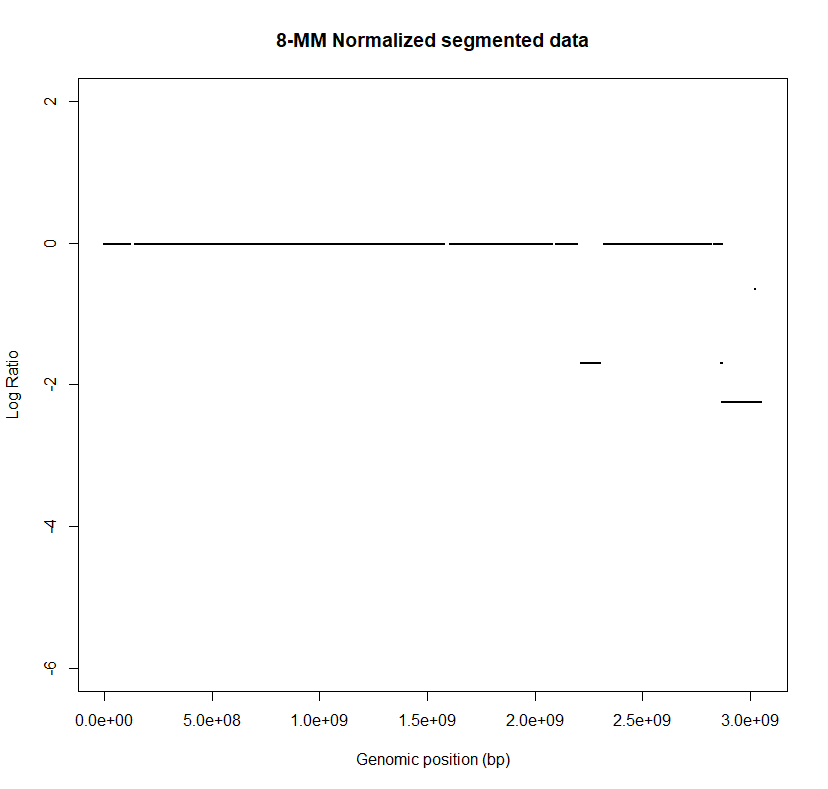 8-MM Normalized segmented data
2
0
-2
-4
-6
Log Ratio
0.0e+00 5.0e+08 1.0e+09 1.5e+09 2.0e+09 2.5e+09 3.0e+09
Genomic position (bp)